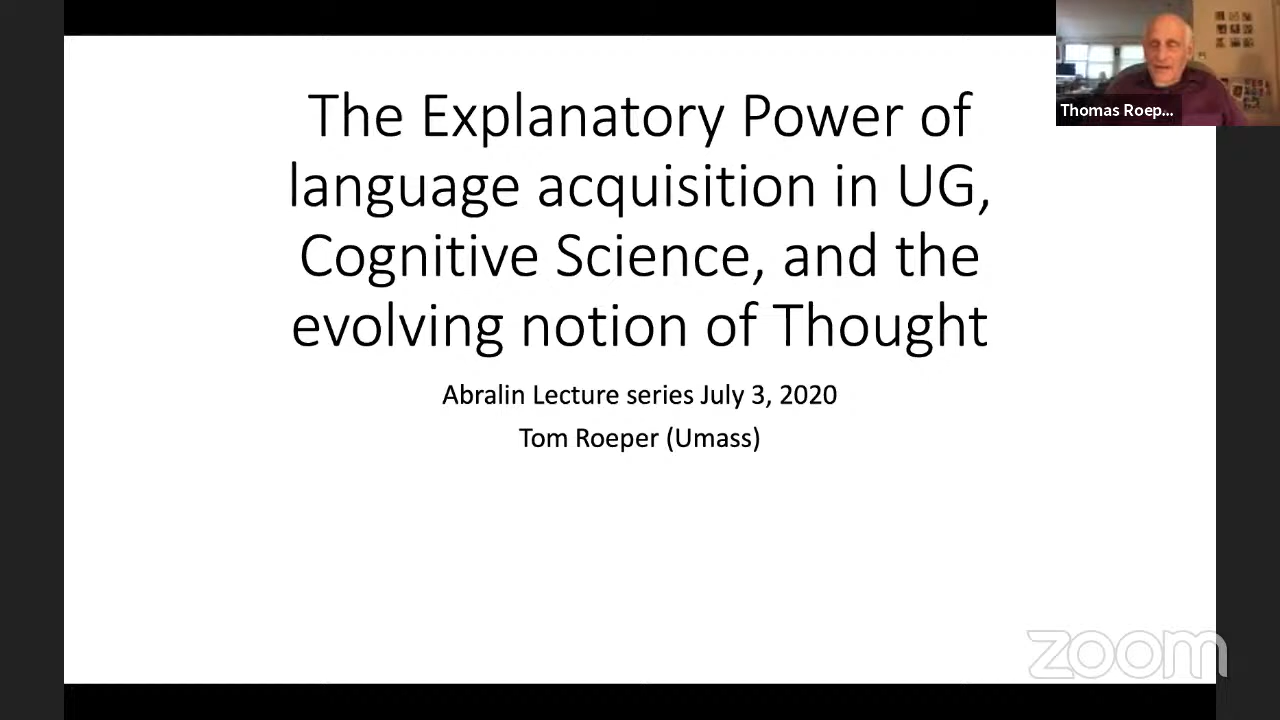 The Explanatory Power of
language acquisition in UG,
Cognitive Science, and the
evolving notion of Thought
Abralin Lecture series July 3, 2020
Tom Roeper (Umass)
Thomas Roep...
zoom